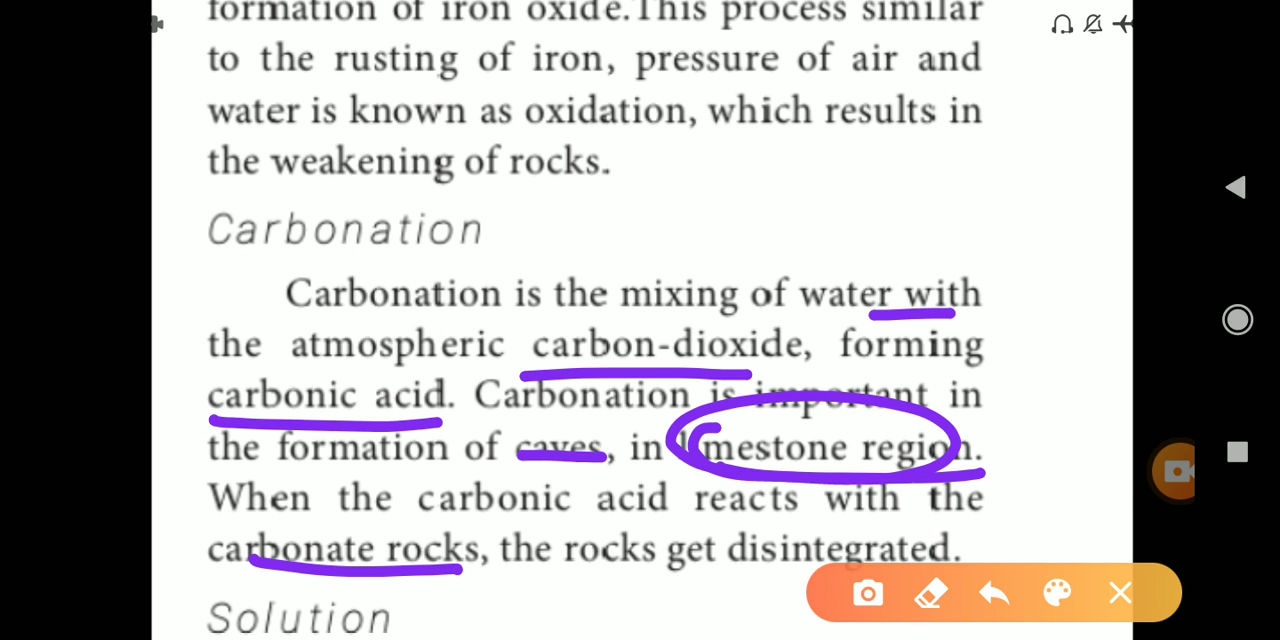 formation of iron oxide.This process similar
to the rusting of iron, pressure of air and
water is known as oxidation, which results in
the weakening of rocks.
Carbonation
Carbonation is the mixing of water with
the atmospheric carbon-dioxide, forming
carbonic acid. Carbonation is important in
the formation of caves, in limestone region.
When the carbonic acid reacts with the
carbonate rocks, the rocks get disintegrated.
Solution